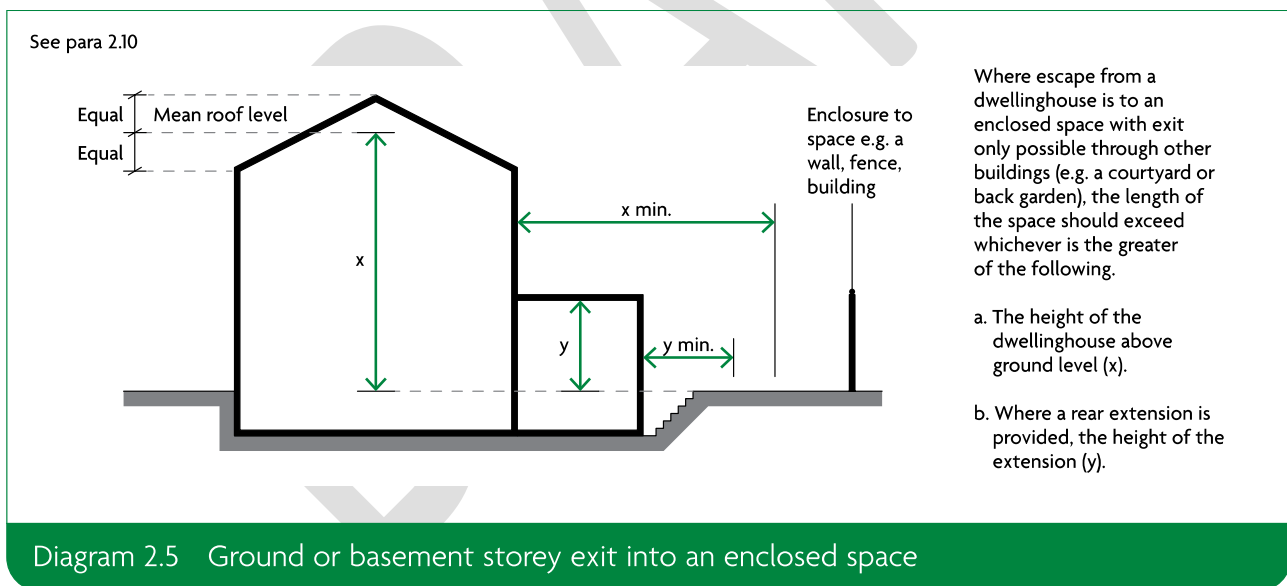 See para 2.10
Equal
Mean roof level
Equal
x
x min.
y
y min.
Enclosure to
space e.g. a
wall, fence,
building
Where escape from a
dwellinghouse is to an
enclosed space with exit
only possible through other
buildings (e.g. a courtyard or
back garden), the length of
the space should exceed
whichever is the greater
of the following.
a. The height of the
dwellinghouse above
ground level (x).
b. Where a rear extension is
provided, the height of the
extension (y).
Diagram 2.5 Ground or basement storey exit into an enclosed space